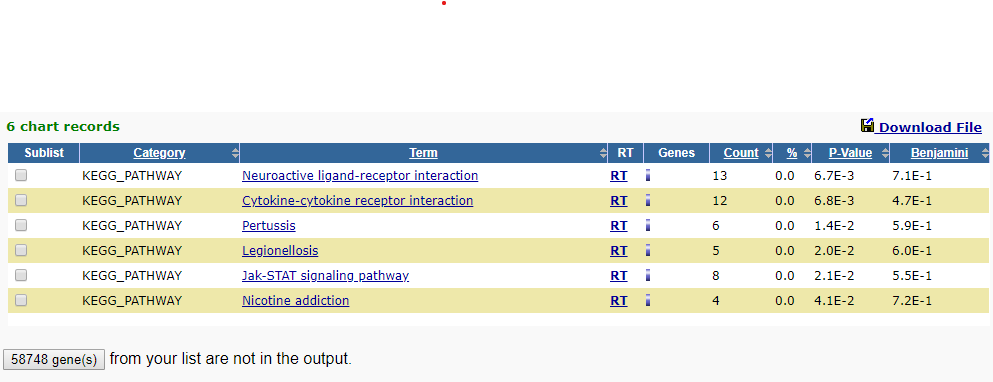 6 chart records Download File
Sublist Category Term RT Genes Count % P-Value Benjamini
KEGG_PATHWAY Neuroactive ligand-receptor interaction RT 13 0.0 6.7E-3 7.1E-1
KEGG_PATHWAY Cytokine-cytokine receptor interaction RT 12 0.0 6.8E-3 4.7E-1
KEGG_PATHWAY Pertussis RT 6 0.0 1.4E-2 5.9E-1
KEGG_PATHWAY Legionellosis RT 5 0.0 2.0E-2 6.0E-1
KEGG_PATHWAY Jak-STAT signaling pathway RT 8 0.0 2.1E-2 5.5E-1
KEGG_PATHWAY Nicotine addiction RT 4 0.0 4.1E-2 7.2E-1
58748 gene(s) from your list are not in the output.